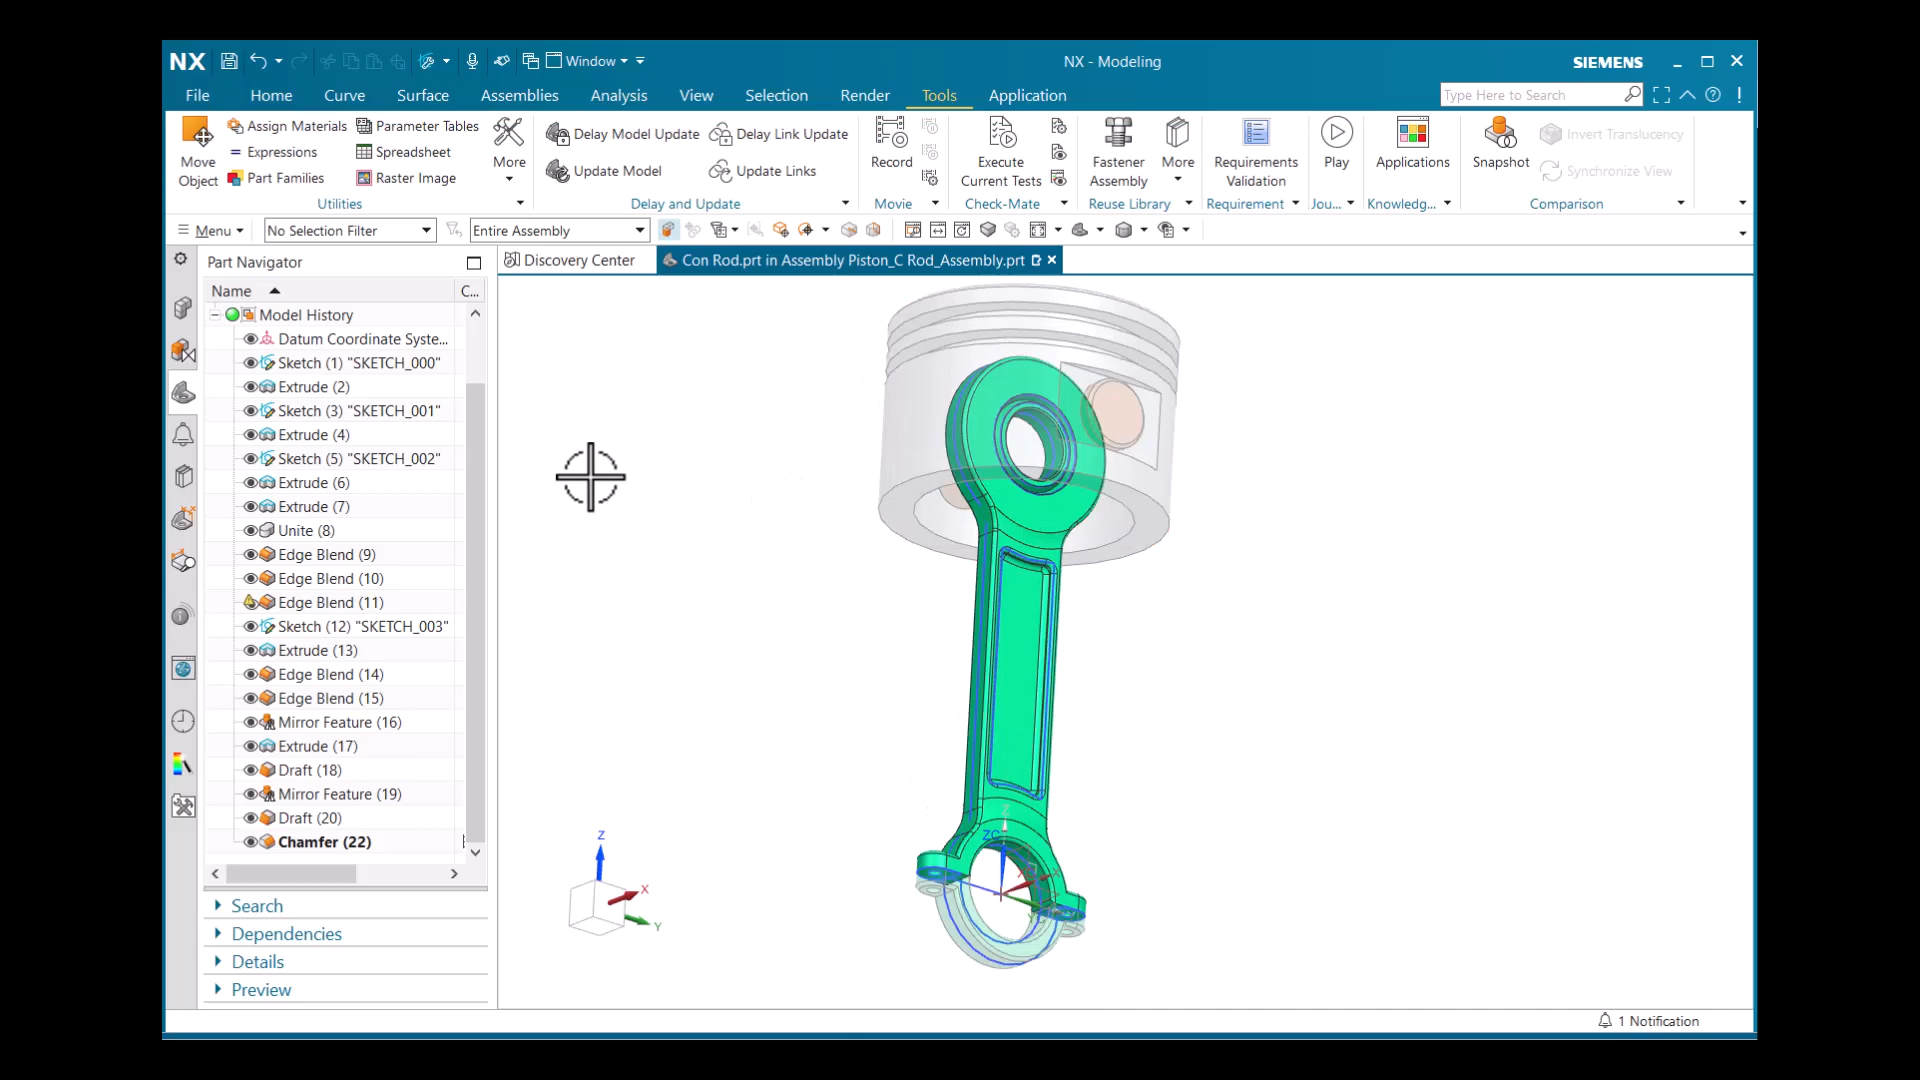 NX Window NX - Modeling SIEMENS
File Home Curve Surface Assemblies Analysis View Selection Render Tools Application Type Here to Search
Move Object
Assign Materials
Expressions
Part Families
Parameter Tables
Spreadsheet
Raster Image
More
Utilities
Delay Model Update
Update Model
Delay Link Update
Update Links
Delay and Update
Record
Movie
Execute
Current Tests
Check-Mate
Fastener
Assembly
More
Reuse Library
Requirements
Validation
Requirement
Play
Jou...
Applications
Knowledg...
Snapshot
Invert Translucency
Synchronize View
Comparison
Menu No Selection Filter Entire Assembly
Part Navigator
Discovery Center
Con Rod.prt in Assembly Piston_C Rod_Assembly.prt
Name C...
Model History
Datum Coordinate Syste...
Sketch (1) "SKETCH_000"
Extrude (2)
Sketch (3) "SKETCH_001"
Extrude (4)
Sketch (5) "SKETCH_002"
Extrude (6)
Extrude (7)
Unite (8)
Edge Blend (9)
Edge Blend (10)
Edge Blend (11)
Sketch (12) "SKETCH_003"
Extrude (13)
Edge Blend (14)
Edge Blend (15)
Mirror Feature (16)
Extrude (17)
Draft (18)
Mirror Feature (19)
Draft (20)
Chamfer (22)
Search
Dependencies
Details
Preview
Z
X
Y
Z
ZC
1 Notification